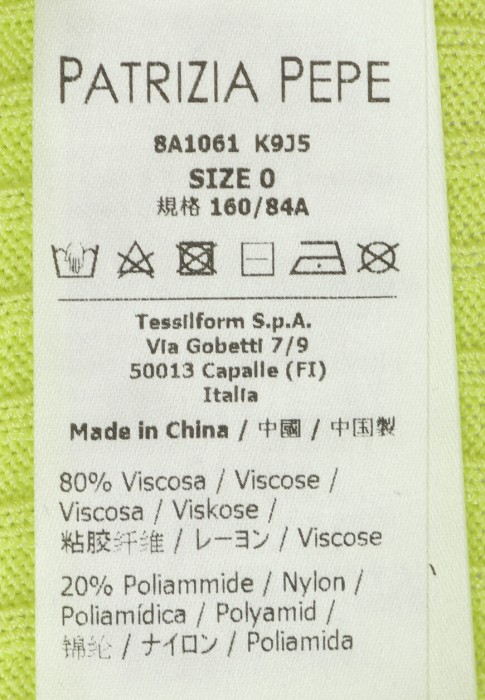 PATRIZIA PEPE
8A1061 K9J5
SIZE 0
規格 160/84A
Tessilform S.p.A.
Via Gobetti 7/9
50013 Capalle (FI)
Italia
Made in China / 中國 / 中国製
80% Viscosa / Viscose /
Viscosa / Viskose /
粘胶纤维 / レーヨン / Viscose
20% Poliammide / Nylon /
Poliamídica / Polyamid /
锦纶 / ナイロン / Poliamida